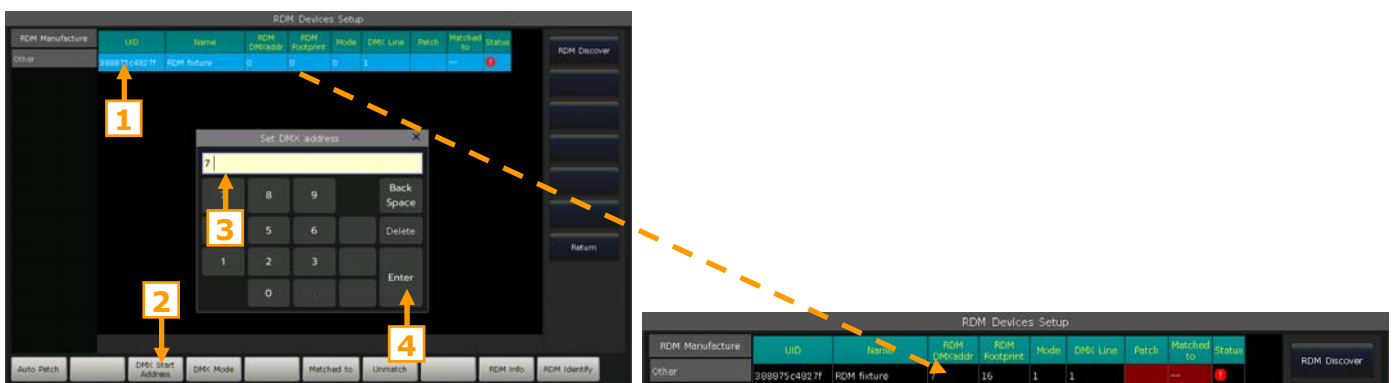 RDM Devices Setup
RDM Manufacture
Other
UID Name RDM DMXaddr RDM Footprint Mode DMX Line Patch Matched to Status
388875c4827f RDM fixture 0 0 0 1 -- !
RDM Discover
1
Set DMX address ×
7
8 9 Back Space
3
5 6 Delete
1 2 3
Enter
0 .
Return
2
4
Auto Patch
DMX Start Address
DMX Mode
Matched to
Unmatch
RDM Info
RDM Identify
RDM Devices Setup
RDM Manufacture
Other
UID Name RDM DMXaddr RDM Footprint Mode DMX Line Patch Matched to Status
388875c4827f RDM fixture 7 16 1 1 -- !
RDM Discover